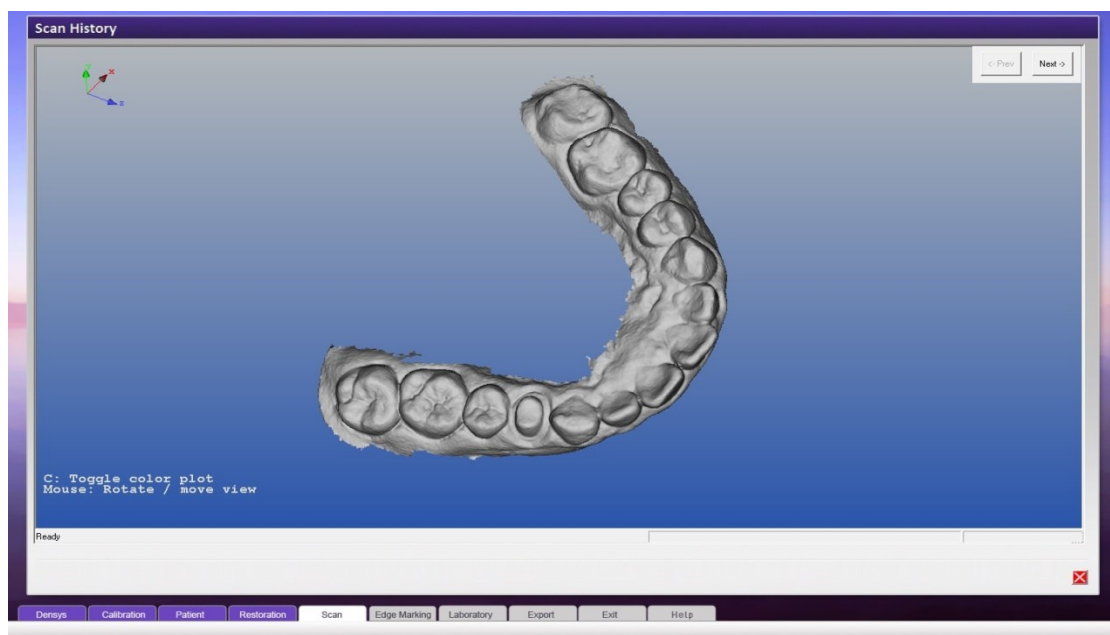 Scan History
<- Prev Next ->
Y
X
Z
C: Toggle color plot
Mouse: Rotate / move view
Ready
Densys Calibration Patient Restoration Scan Edge Marking Laboratory Export Exit Help